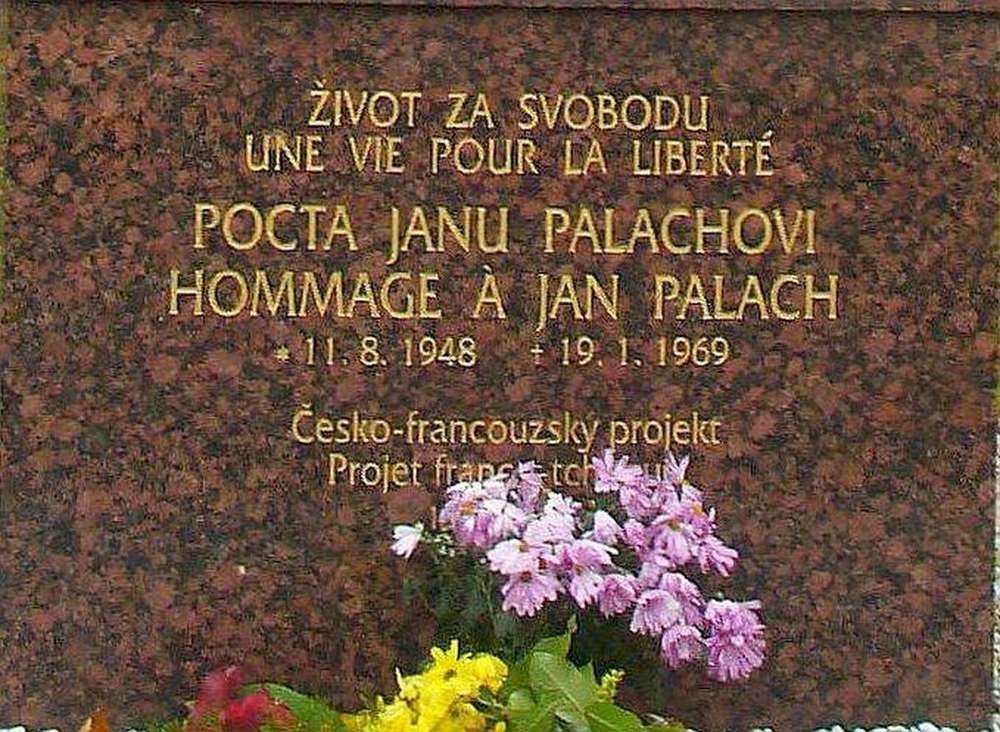 ŽIVOT ZA SVOBODU
UNE VIE POUR LA LIBERTÉ
POCTA JANU PALACHOVI
HOMMAGE À JAN PALACH
* 11. 8. 1948 † 19. 1. 1969
Česko-francouzský projekt
Projet